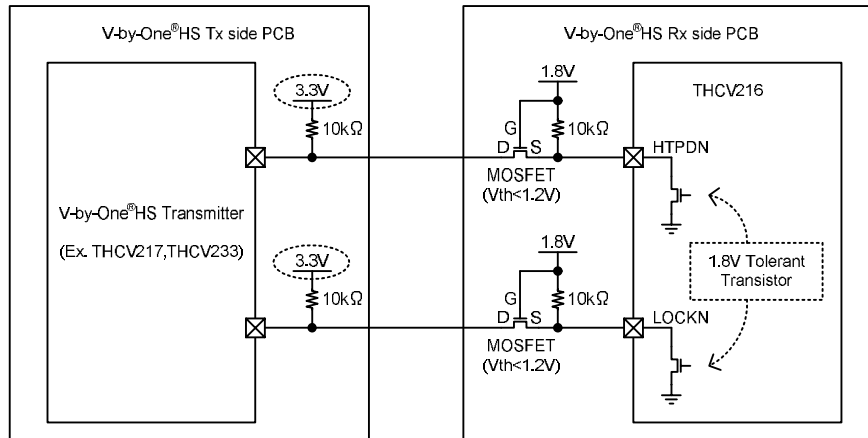 V-by-One®HS Tx side PCB
V-by-One®HS Rx side PCB
3.3V
10kΩ
1.8V
10kΩ
G
D S
MOSFET
(Vth<1.2V)
THCV216
HTPDN
V-by-One®HS Transmitter
(Ex. THCV217,THCV233)
3.3V
10kΩ
1.8V
10kΩ
G
D S
MOSFET
(Vth<1.2V)
1.8V Tolerant
Transistor
LOCKN